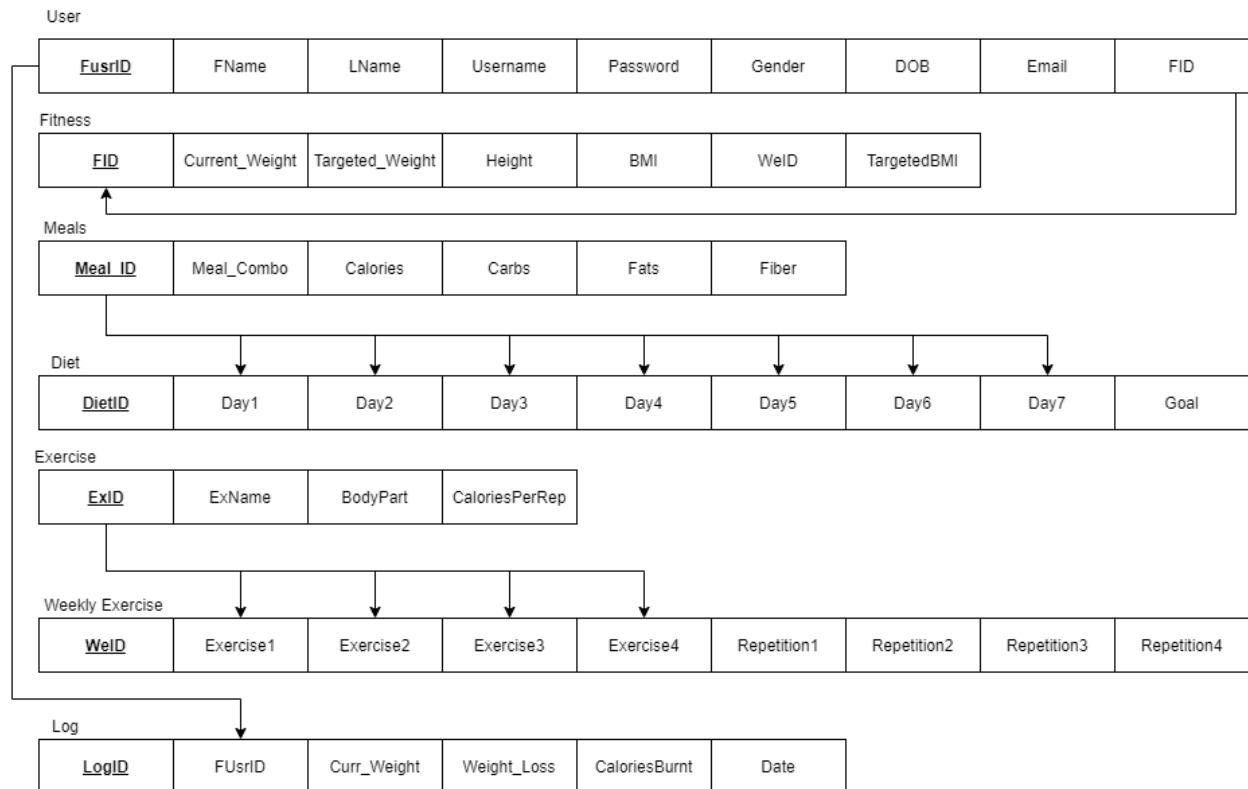 User
FusrID FName LName Username Password Gender DOB Email FID
Fitness
FID Current_Weight Targeted_Weight Height BMI WeID TargetedBMI
Meals
Meal_ID Meal_Combo Calories Carbs Fats Fiber
Diet
DietID Day1 Day2 Day3 Day4 Day5 Day6 Day7 Goal
Exercise
ExID ExName BodyPart CaloriesPerRep
Weekly Exercise
WeID Exercise1 Exercise2 Exercise3 Exercise4 Repetition1 Repetition2 Repetition3 Repetition4
Log
LogID FUsrID Curr_Weight Weight_Loss CaloriesBurnt Date